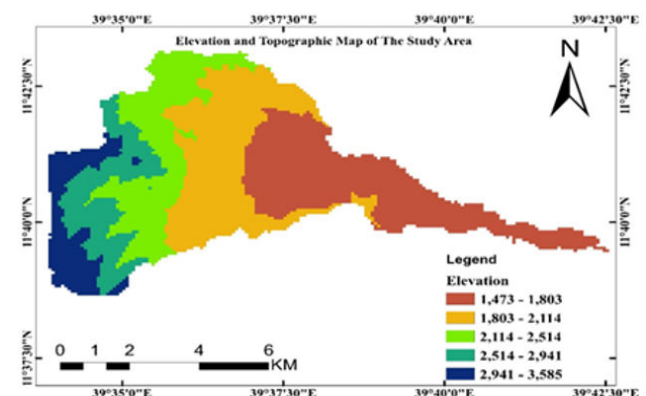 39°35'0"E 39°37'30"E 39°40'0"E 39°42'30"E
Elevation and Topographic Map of The Study Area
N
11°42'30"N
11°42'30"N
11°40'0"N
11°40'0"N
Legend
Elevation
1,473 - 1,803
1,803 - 2,114
2,114 - 2,514
2,514 - 2,941
2,941 - 3,585
0 1 2 4 6
KM
11°37'30"N
11°37'30"N
39°35'0"E 39°37'30"E 39°40'0"E 39°42'30"E